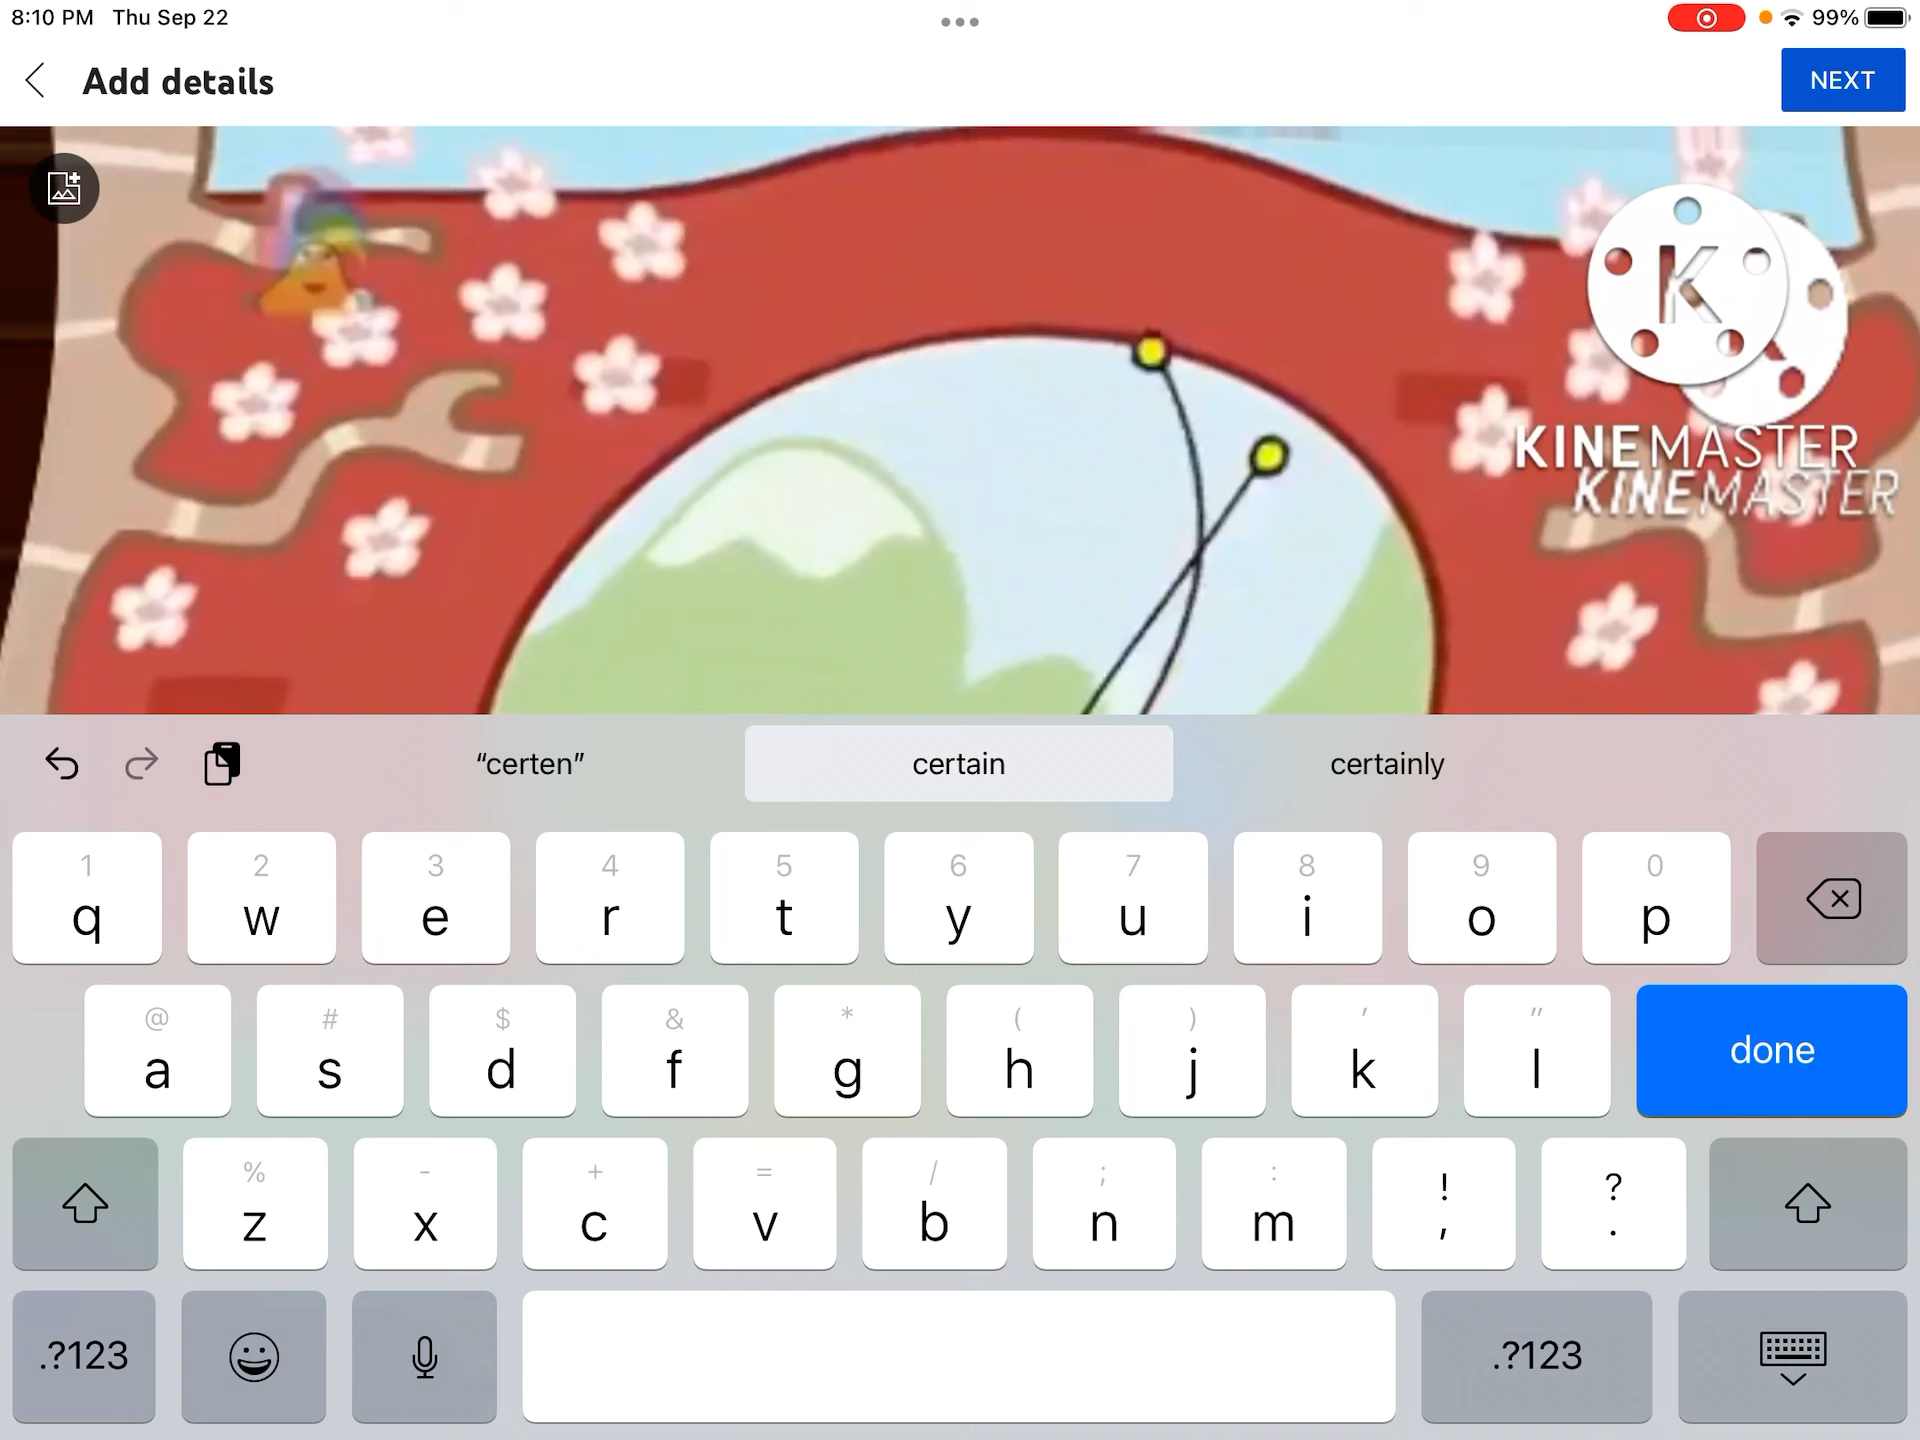 8:10 PM Thu Sep 22
99%
Add details
NEXT
K
KINEMASTER
KINEMASTER
“certen” certain certainly
1 2 3 4 5 6 7 8 9 0
q w e r t y u i o p
@ # $ & * ( ) ' "
a s d f g h j k l done
% - + = / ; : ! ?
z x c v b n m , .
.?123 .?123